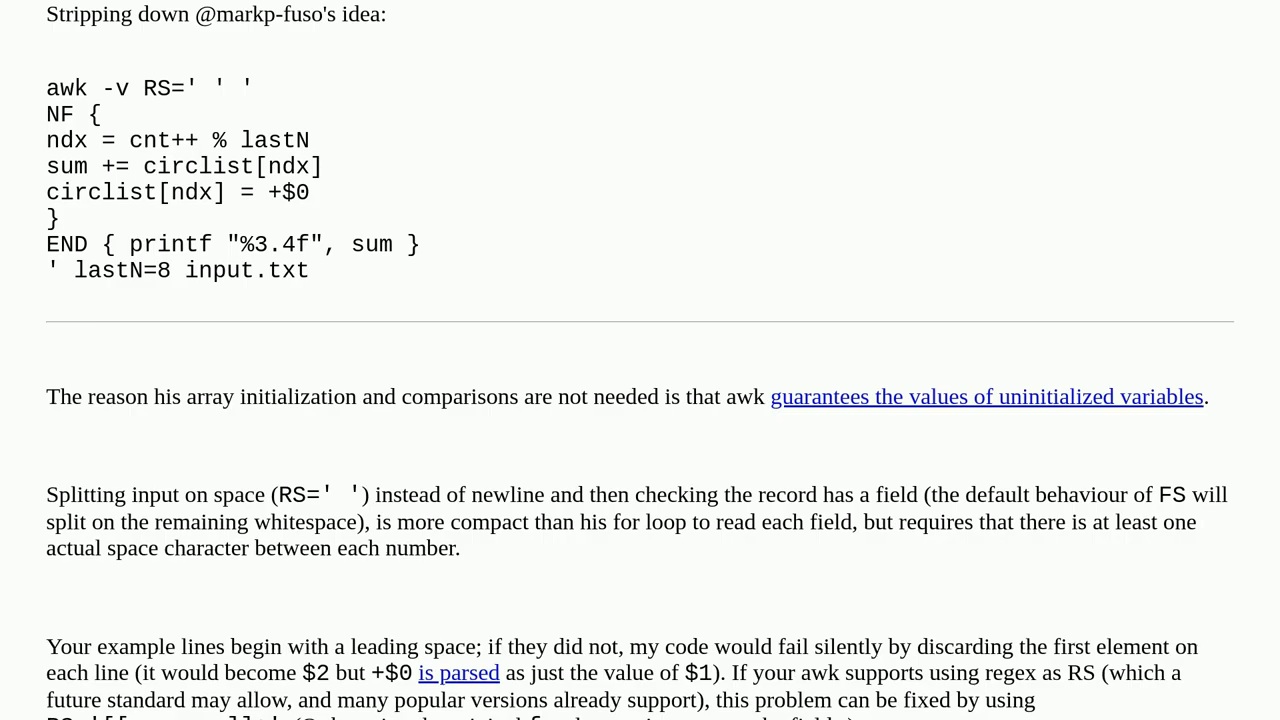 Stripping down @markp-fuso's idea:
awk -v RS=' ' '
NF {
ndx = cnt++ % lastN
sum += circlist[ndx]
circlist[ndx] = +$0
}
END { printf "%3.4f", sum }
' lastN=8 input.txt
The reason his array initialization and comparisons are not needed is that awk guarantees the values of uninitialized variables.
Splitting input on space (RS=' ') instead of newline and then checking the record has a field (the default behaviour of FS will
split on the remaining whitespace), is more compact than his for loop to read each field, but requires that there is at least one
actual space character between each number.
Your example lines begin with a leading space; if they did not, my code would fail silently by discarding the first element on
each line (it would become $2 but +$0 is parsed as just the value of $1). If your awk supports using regex as RS (which a
future standard may allow, and many popular versions already support), this problem can be fixed by using